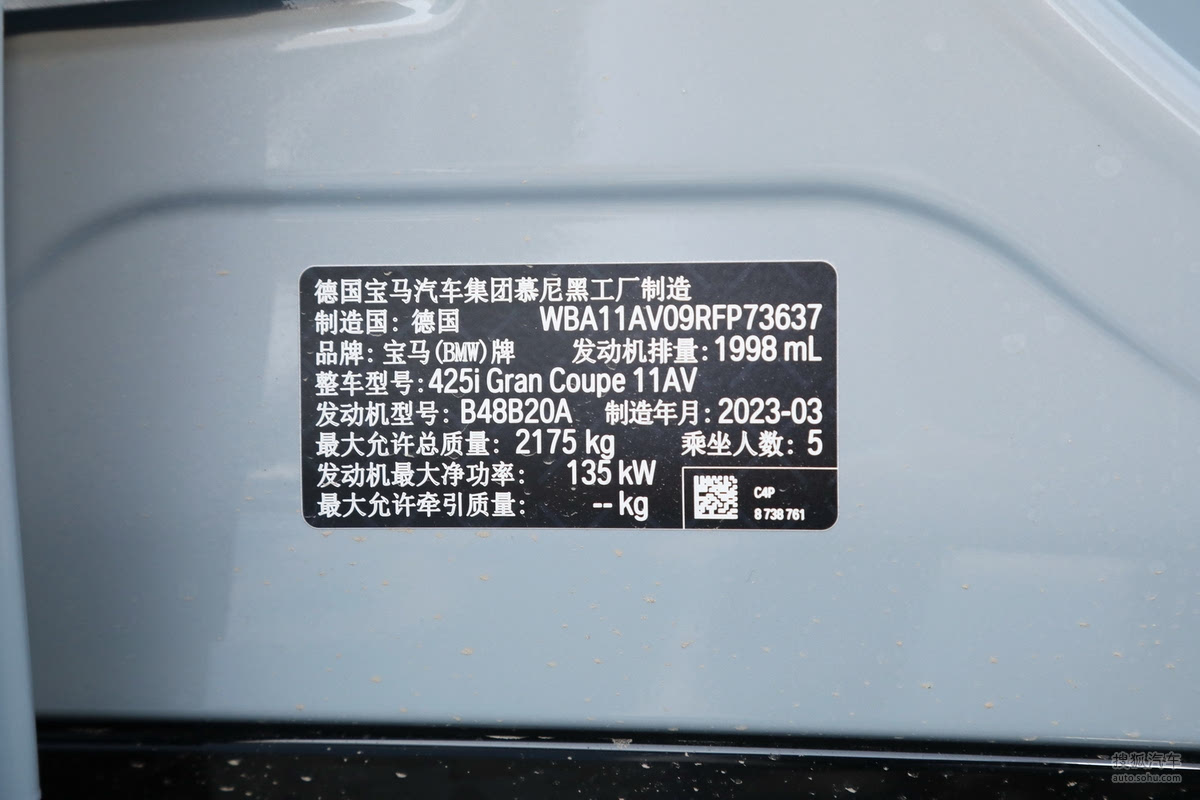 德国宝马汽车集团慕尼黑工厂制造
制造国：德国 WBA11AV09RFP73637
品牌：宝马(BMW)牌 发动机排量：1998 mL
整车型号：425i Gran Coupe 11AV
发动机型号：B48B20A 制造年月：2023-03
最大允许总质量：2175 kg 乘坐人数：5
发动机最大净功率：135 kW
最大允许牵引质量：-- kg
C4P
8 738 761
搜狐汽车
auto.sohu.com